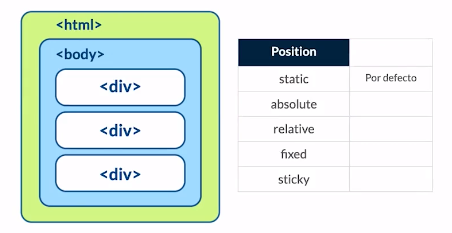 <html>
<body>
<div>
<div>
<div>
Position
static Por defecto
absolute
relative
fixed
sticky